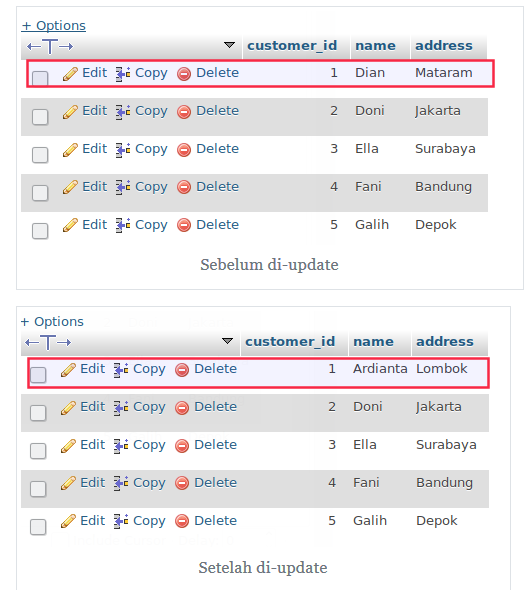 + Options
←T→ customer_id name address
Edit Copy Delete 1 Dian Mataram
Edit Copy Delete 2 Doni Jakarta
Edit Copy Delete 3 Ella Surabaya
Edit Copy Delete 4 Fani Bandung
Edit Copy Delete 5 Galih Depok
Sebelum di-update
+ Options
←T→ customer_id name address
Edit Copy Delete 1 Ardianta Lombok
Edit Copy Delete 2 Doni Jakarta
Edit Copy Delete 3 Ella Surabaya
Edit Copy Delete 4 Fani Bandung
Edit Copy Delete 5 Galih Depok
Setelah di-update